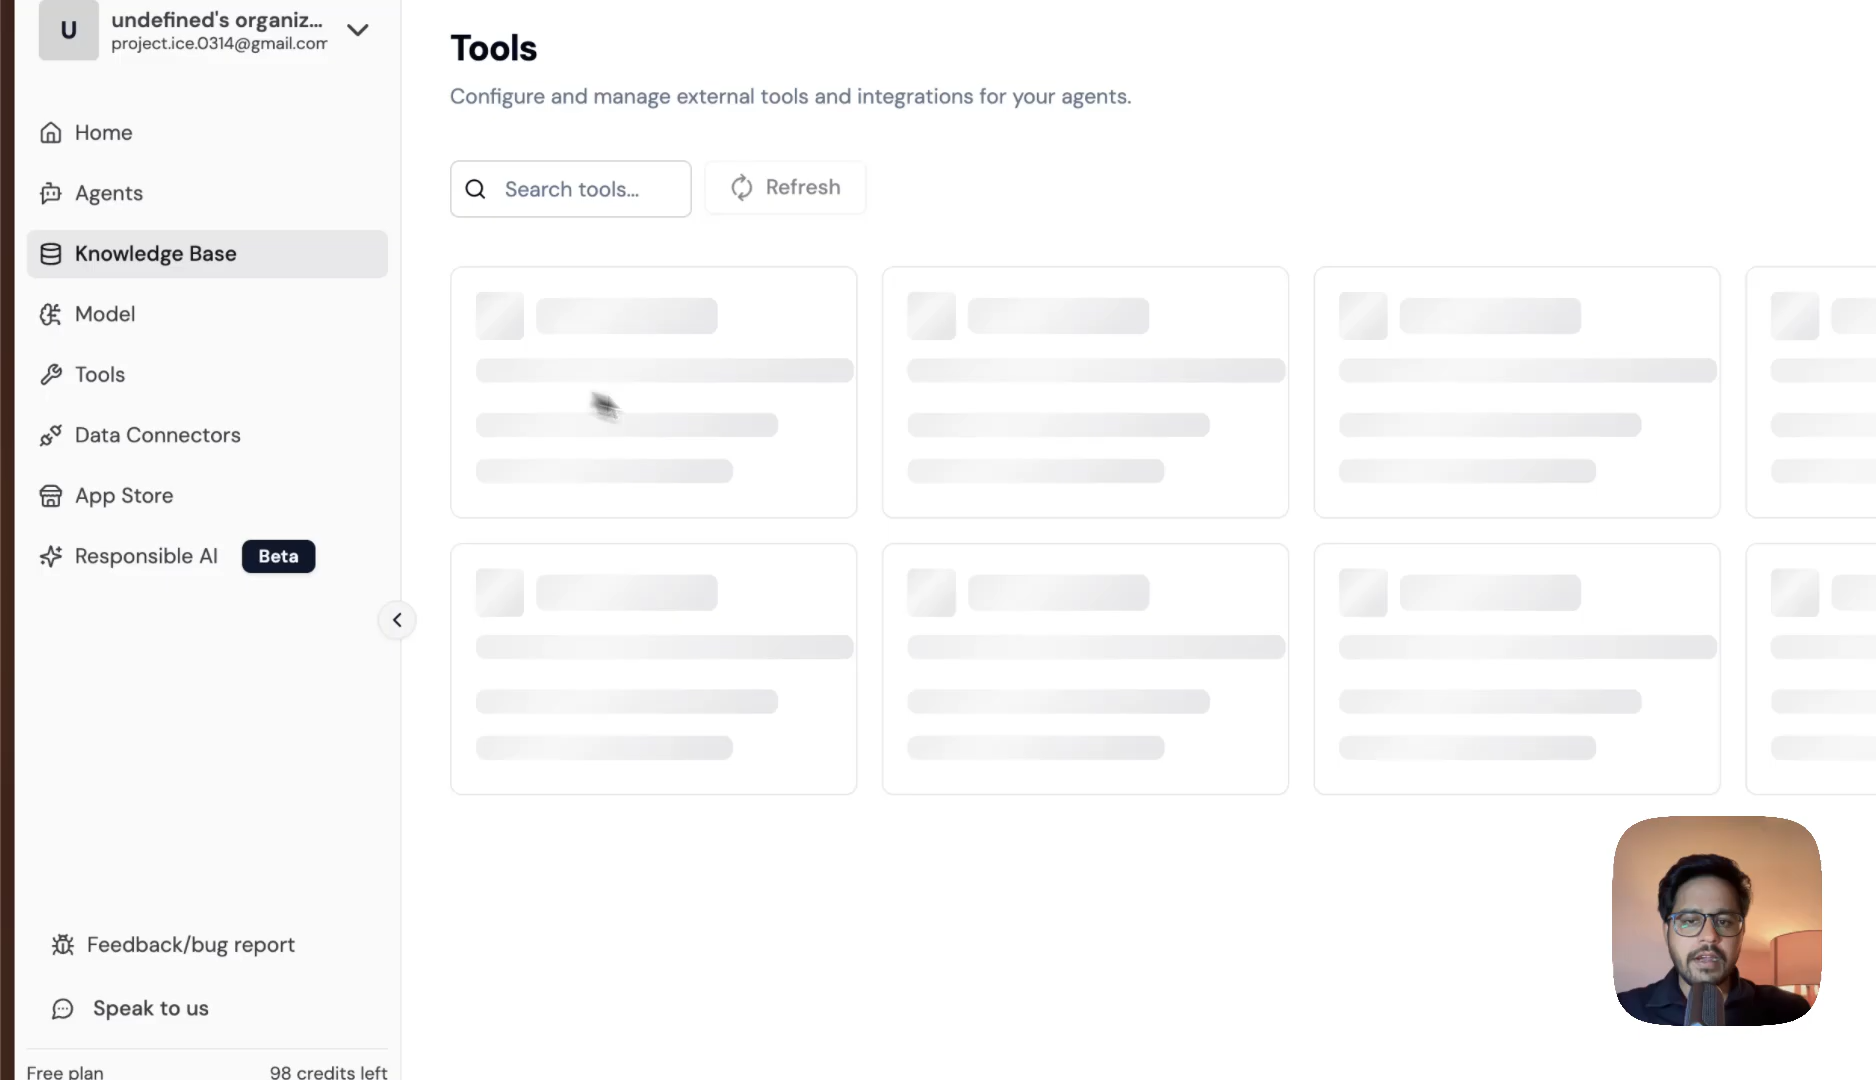 U
undefined's organiz...
project.ice.0314@gmail.com
Home
Agents
Knowledge Base
Model
Tools
Data Connectors
App Store
Responsible AI
Beta
Feedback/bug report
Speak to us
Free plan
98 credits left
Tools
Configure and manage external tools and integrations for your agents.
Search tools...
Refresh